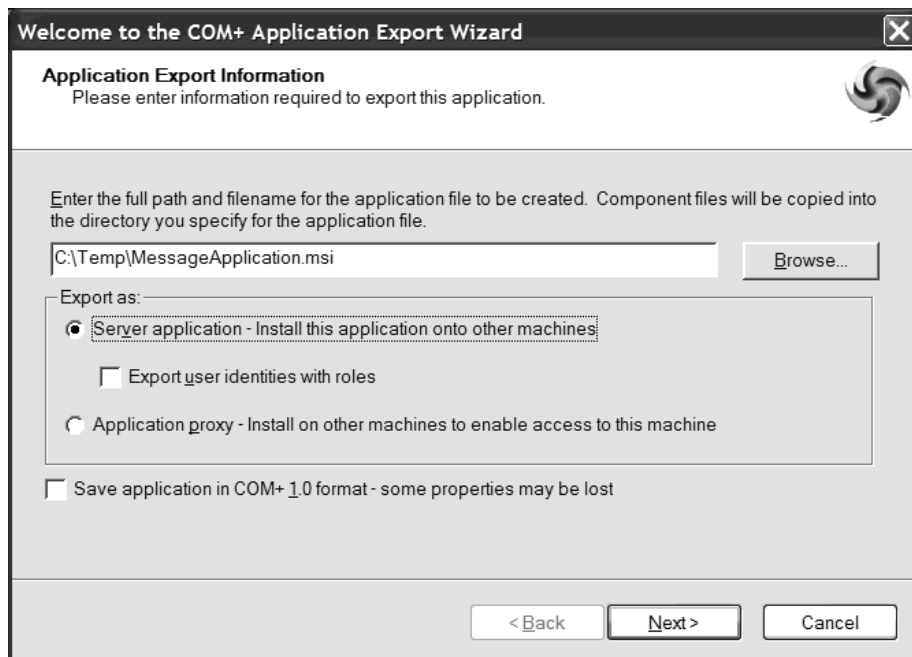 Welcome to the COM+ Application Export Wizard
Application Export Information
Please enter information required to export this application.
Enter the full path and filename for the application file to be created.  Component files will be copied into
the directory you specify for the application file.
C:\Temp\MessageApplication.msi
Browse...
Export as:
Server application - Install this application onto other machines
Export user identities with roles
Application proxy - Install on other machines to enable access to this machine
Save application in COM+ 1.0 format - some properties may be lost
< Back
Next >
Cancel